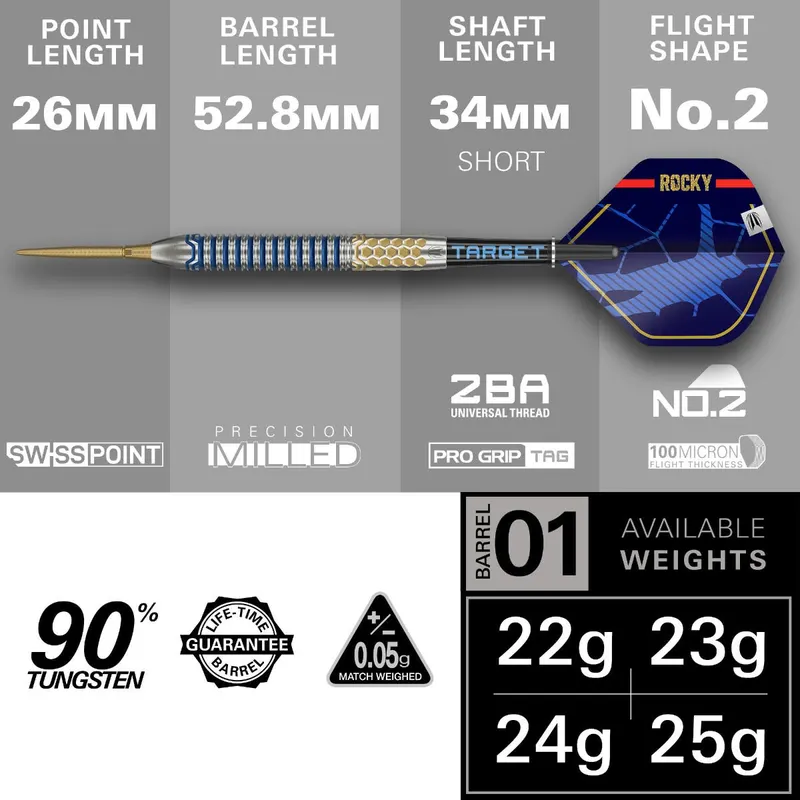 POINT
LENGTH
26MM
BARREL
LENGTH
52.8MM
SHAFT
LENGTH
34MM
SHORT
FLIGHT
SHAPE
No.2
ROCKY
TARGET
SWISSPOINT
PRECISION
MILLED
2BA
UNIVERSAL THREAD
PRO GRIP TAG
NO.2
100 MICRON
FLIGHT THICKNESS
90%
TUNGSTEN
LIFE-TIME
GUARANTEE
BARREL
+/-
0.05g
MATCH WEIGHED
BARREL
01
AVAILABLE
WEIGHTS
22g
23g
24g
25g